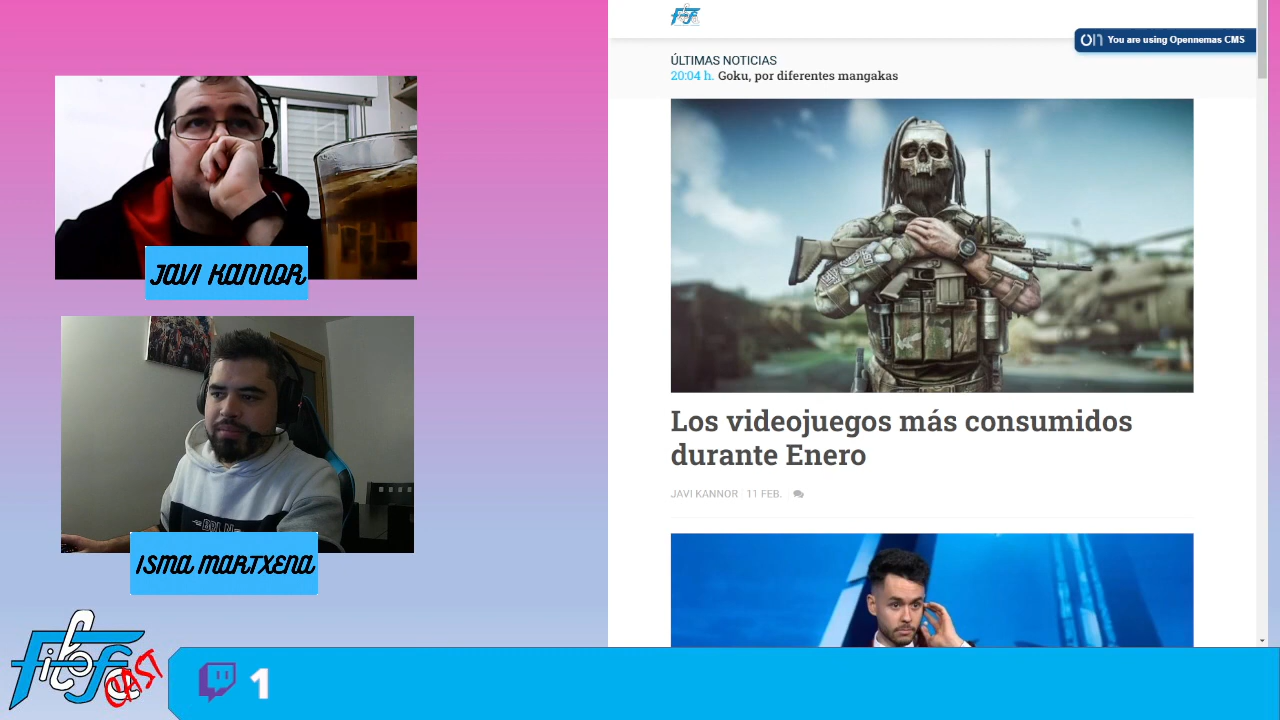 JAVI KANNOR
ISMA MARTXENA
CAST
1
You are using Opennemas CMS
ÚLTIMAS NOTICIAS
20:04 h. Goku, por diferentes mangakas
Los videojuegos más consumidos
durante Enero
JAVI KANNOR 11 FEB.